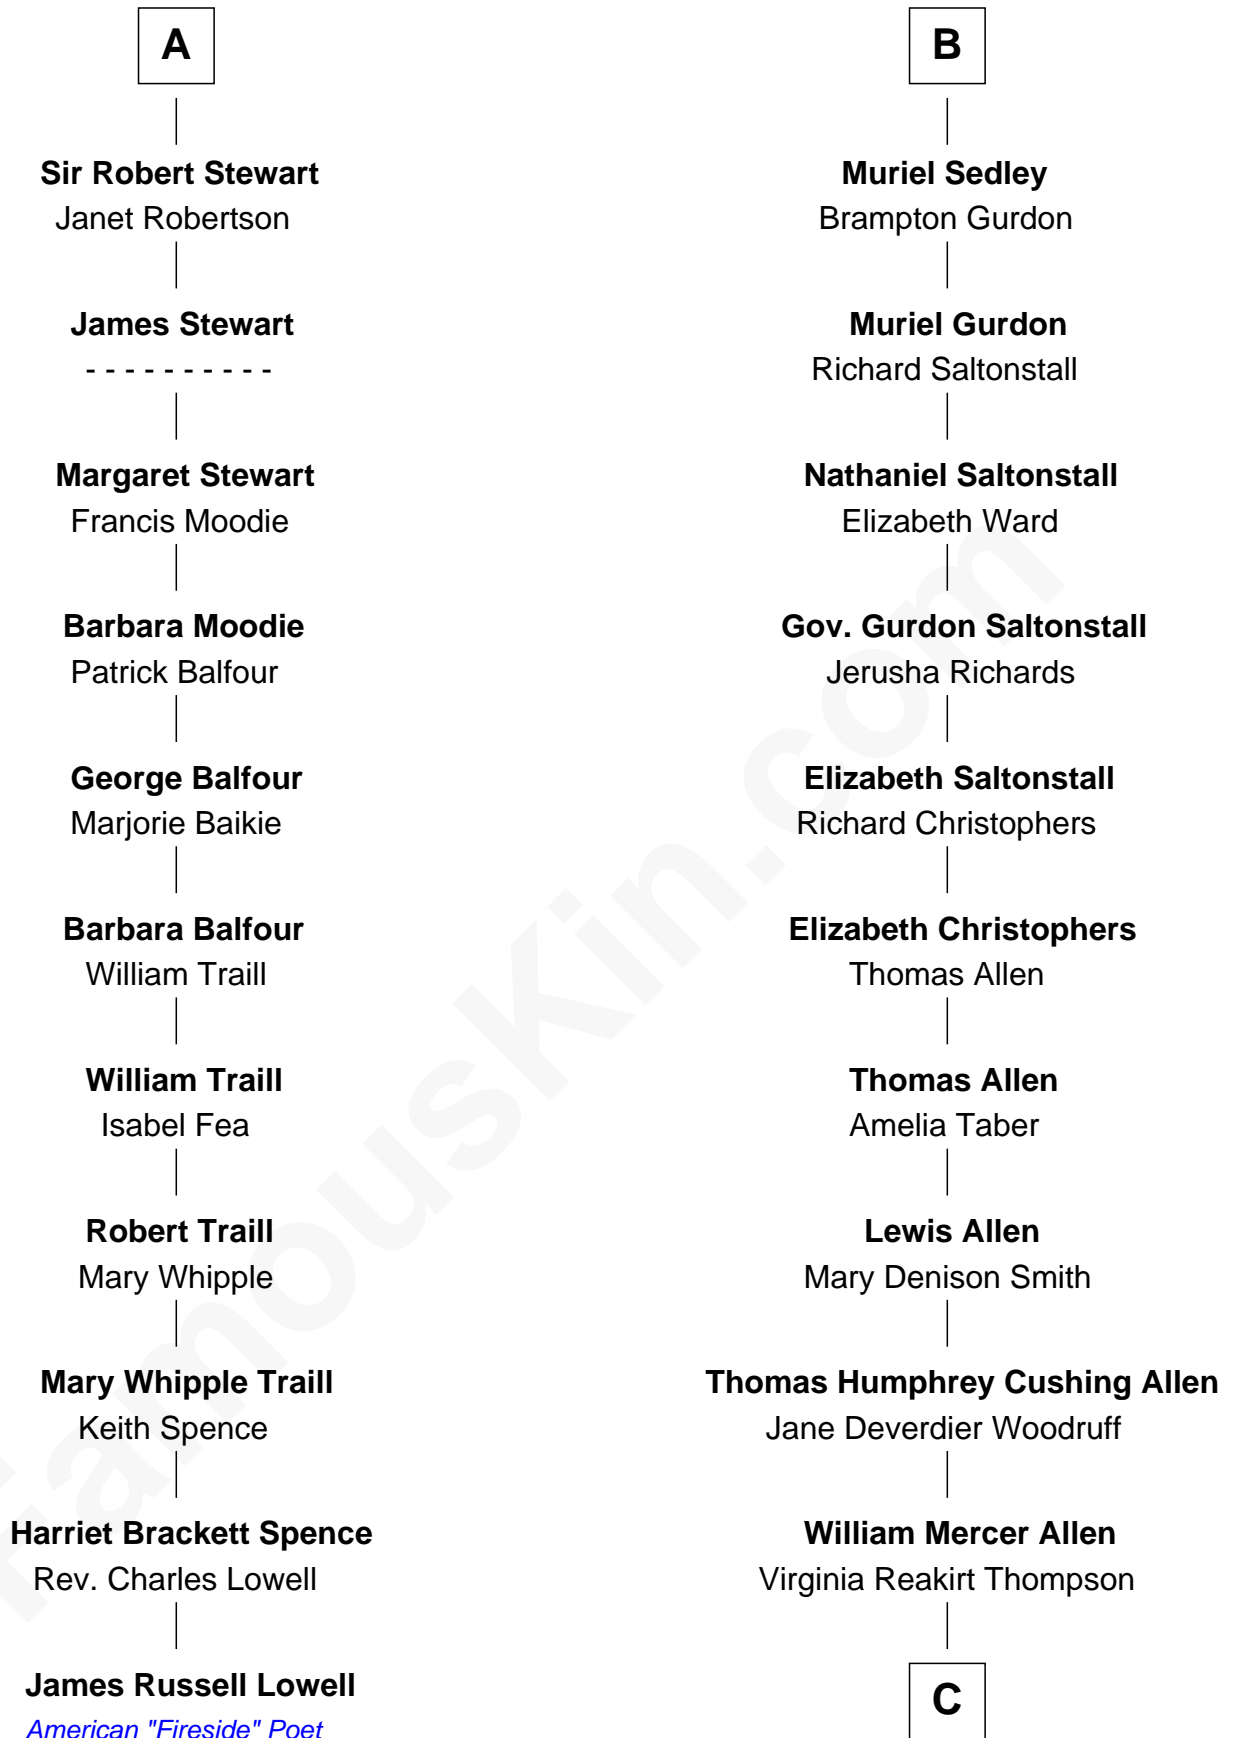 A
Sir Robert Stewart
Janet Robertson
James Stewart
- - - - - - - - - -
Margaret Stewart
Francis Moodie
Barbara Moodie
Patrick Balfour
George Balfour
Marjorie Baikie
Barbara Balfour
William Traill
William Traill
Isabel Fea
Robert Traill
Mary Whipple
Mary Whipple Traill
Keith Spence
Harriet Brackett Spence
Rev. Charles Lowell
James Russell Lowell
American "Fireside" Poet
B
Muriel Sedley
Brampton Gurdon
Muriel Gurdon
Richard Saltonstall
Nathaniel Saltonstall
Elizabeth Ward
Gov. Gurdon Saltonstall
Jerusha Richards
Elizabeth Saltonstall
Richard Christophers
Elizabeth Christophers
Thomas Allen
Thomas Allen
Amelia Taber
Lewis Allen
Mary Denison Smith
Thomas Humphrey Cushing Allen
Jane Deverdier Woodruff
William Mercer Allen
Virginia Reakirt Thompson
C
FamousKin.com